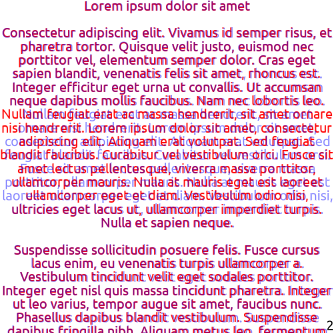 Lorem ipsum dolor sit amet
Consectetur adipiscing elit. Vivamus id semper risus, et
pharetra tortor. Quisque velit justo, euismod nec
porttitor vel, elementum semper dolor. Cras eget
sapien blandit, venenatis felis sit amet, rhoncus est.
Integer efficitur eget urna ut convallis. Ut accumsan
neque dapibus mollis faucibus. Nam nec lobortis leo.
Nullam feugiat erat at massa hendrerit, sit amet ornare
nisi hendrerit. Lorem ipsum dolor sit amet, consectetur
adipiscing elit. Aliquam erat volutpat. Sed feugiat
blandit faucibus. Curabitur vel vestibulum orci. Fusce sit
amet lectus pellentesque, viverra massa porttitor,
ullamcorper mauris. Nulla at mauris eget est laoreet
ullamcorper eget et diam. Vestibulum odio nisi,
ultricies eget lacus ut, ullamcorper imperdiet turpis.
Nulla et sapien neque.
Suspendisse sollicitudin posuere felis. Fusce cursus
lacus enim, eu venenatis turpis ullamcorper a.
Vestibulum tincidunt velit eget sodales porttitor.
Integer eget nisl quis massa tincidunt pharetra. Integer
ut leo varius, tempor augue sit amet, faucibus nunc.
Phasellus dapibus blandit vestibulum. Suspendisse
dapibus fringilla nibh. Aliquam metus leo, fermentum